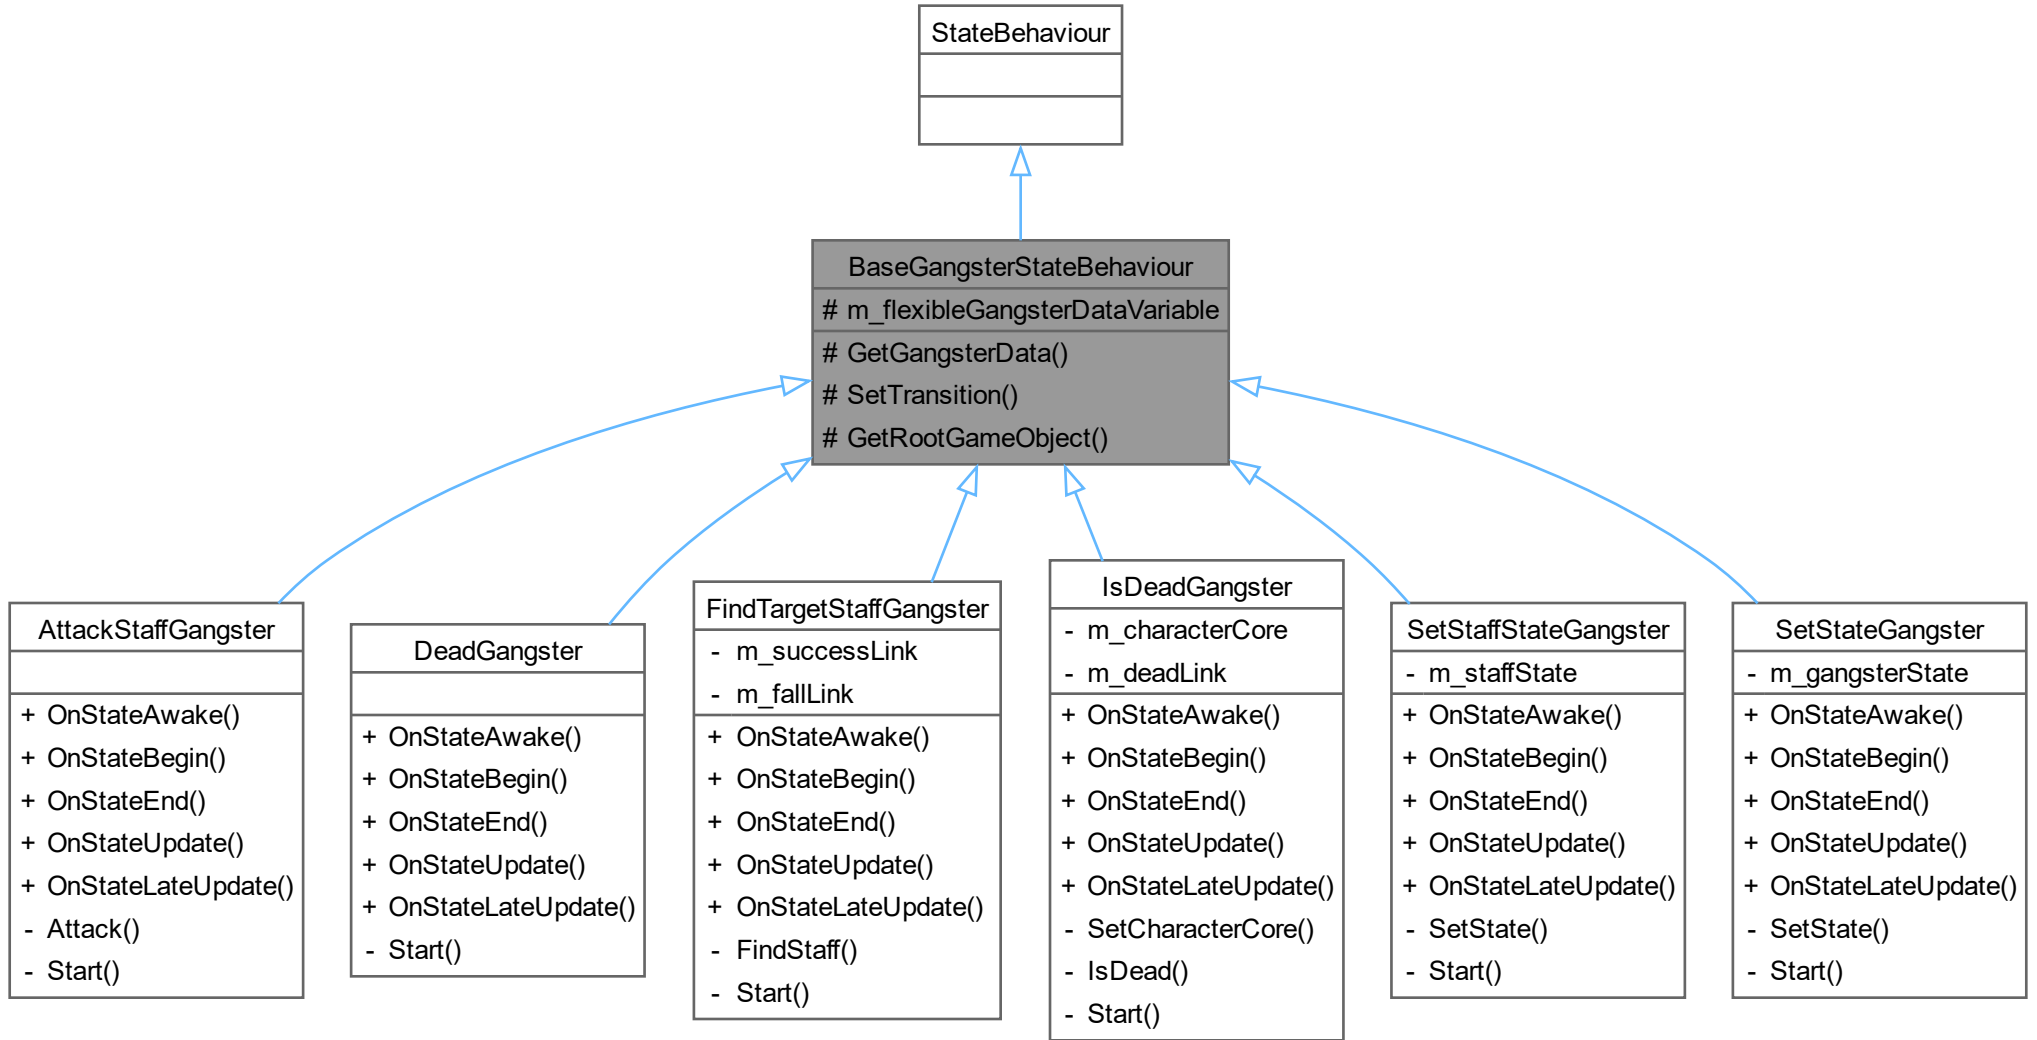 StateBehaviour
BaseGangsterStateBehaviour
# m_flexibleGangsterDataVariable
# GetGangsterData()
# SetTransition()
# GetRootGameObject()
AttackStaffGangster
+ OnStateAwake()
+ OnStateBegin()
+ OnStateEnd()
+ OnStateUpdate()
+ OnStateLateUpdate()
- Attack()
- Start()
DeadGangster
+ OnStateAwake()
+ OnStateBegin()
+ OnStateEnd()
+ OnStateUpdate()
+ OnStateLateUpdate()
- Start()
FindTargetStaffGangster
- m_successLink
- m_fallLink
+ OnStateAwake()
+ OnStateBegin()
+ OnStateEnd()
+ OnStateUpdate()
+ OnStateLateUpdate()
- FindStaff()
- Start()
IsDeadGangster
- m_characterCore
- m_deadLink
+ OnStateAwake()
+ OnStateBegin()
+ OnStateEnd()
+ OnStateUpdate()
+ OnStateLateUpdate()
- SetCharacterCore()
- IsDead()
- Start()
SetStaffStateGangster
- m_staffState
+ OnStateAwake()
+ OnStateBegin()
+ OnStateEnd()
+ OnStateUpdate()
+ OnStateLateUpdate()
- SetState()
- Start()
SetStateGangster
- m_gangsterState
+ OnStateAwake()
+ OnStateBegin()
+ OnStateEnd()
+ OnStateUpdate()
+ OnStateLateUpdate()
- SetState()
- Start()